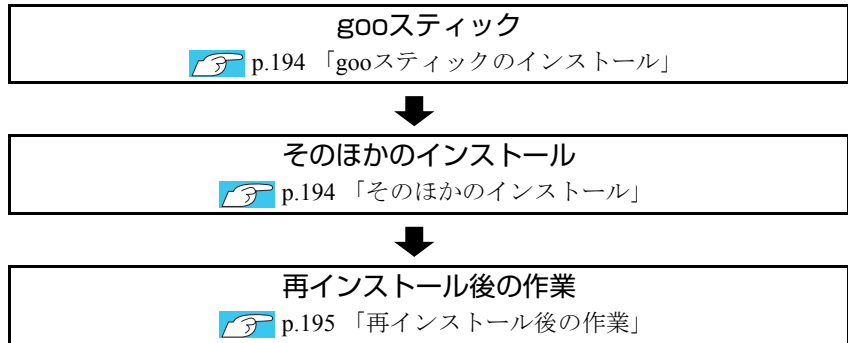 gooスティック
p.194 「gooスティックのインストール」
そのほかのインストール
p.194 「そのほかのインストール」
再インストール後の作業
p.195 「再インストール後の作業」